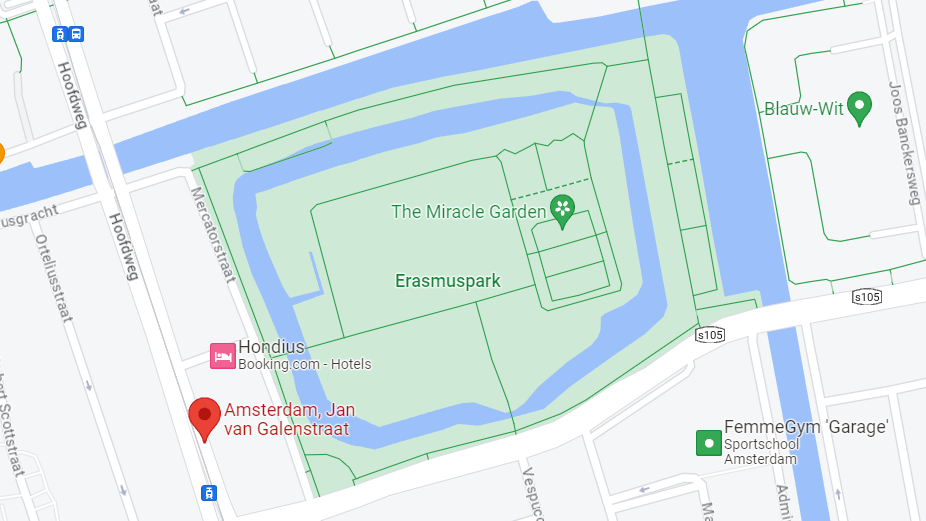 Hoofdweg
Blauw-Wit
Joos Banckersweg
Mercatorstraat
usgracht
Hoofdweg
Orteliusstraat
The Miracle Garden
Erasmuspark
s105
s105
Hondius
Booking.com - Hotels
Amsterdam, Jan
van Galenstraat
FemmeGym 'Garage'
Sportschool
Amsterdam
bert Scottstraat
Vespuc
Ma
Admi